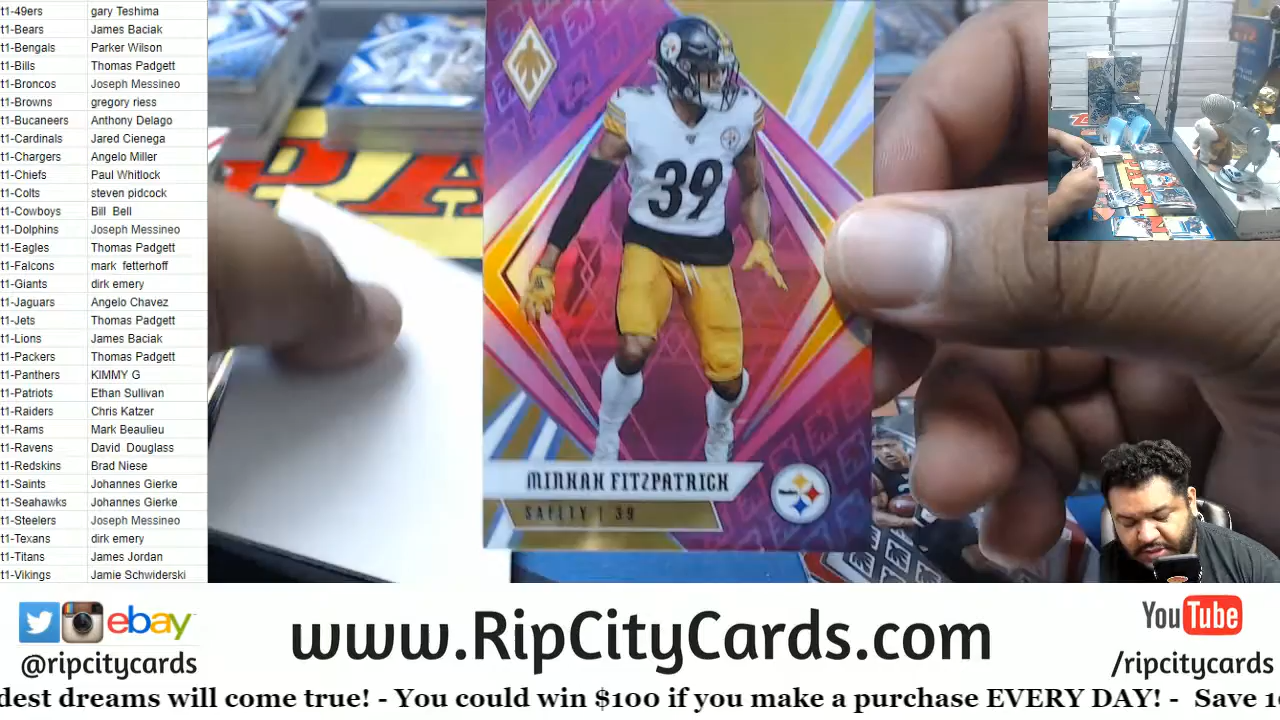 t1-49ers gary Teshima
t1-Bears James Baciak
t1-Bengals Parker Wilson
t1-Bills Thomas Padgett
t1-Broncos Joseph Messineo
t1-Browns gregory riess
t1-Bucaneers Anthony Delago
t1-Cardinals Jared Cienega
t1-Chargers Angelo Miller
t1-Chiefs Paul Whitlock
t1-Colts steven pidcock
t1-Cowboys Bill Bell
t1-Dolphins Joseph Messineo
t1-Eagles Thomas Padgett
t1-Falcons mark fetterhoff
t1-Giants dirk emery
t1-Jaguars Angelo Chavez
t1-Jets Thomas Padgett
t1-Lions James Baciak
t1-Packers Thomas Padgett
t1-Panthers KIMMY G
t1-Patriots Ethan Sullivan
t1-Raiders Chris Katzer
t1-Rams Mark Beaulieu
t1-Ravens David Douglass
t1-Redskins Brad Niese
t1-Saints Johannes Gierke
t1-Seahawks Johannes Gierke
t1-Steelers Joseph Messineo
t1-Texans dirk emery
t1-Titans James Jordan
t1-Vikings Jamie Schwiderski
39
MINKAH FITZPATRICK
Steelers
SAFETY | 39
ebay
@ripcitycards
www.RipCityCards.com
YouTube
/ripcitycards
dest dreams will come true! - You could win $100 if you make a purchase EVERY DAY! - Save